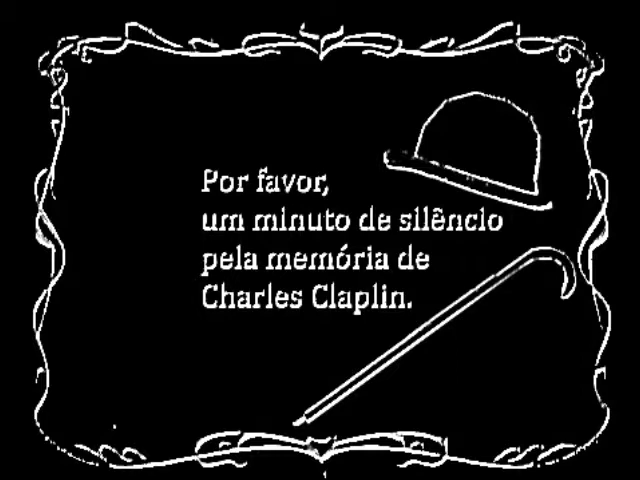 Por favor,
um minuto de silêncio
pela memória de
Charles Claplin.